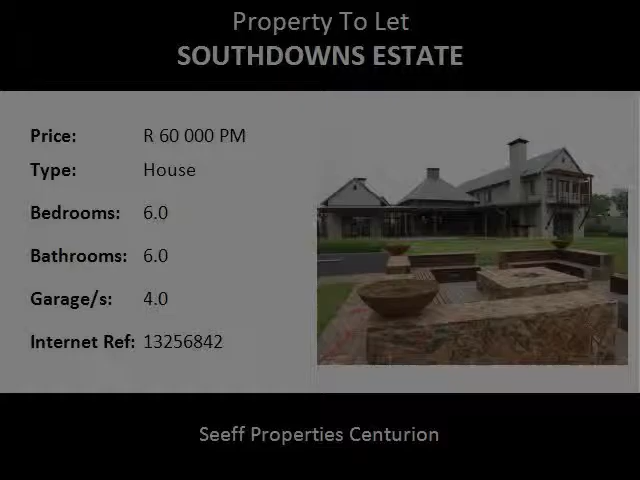 Property To Let
SOUTHDOWNS ESTATE
Price: R 60 000 PM
Type: House
Bedrooms: 6.0
Bathrooms: 6.0
Garage/s: 4.0
Internet Ref: 13256842
Seeff Properties Centurion